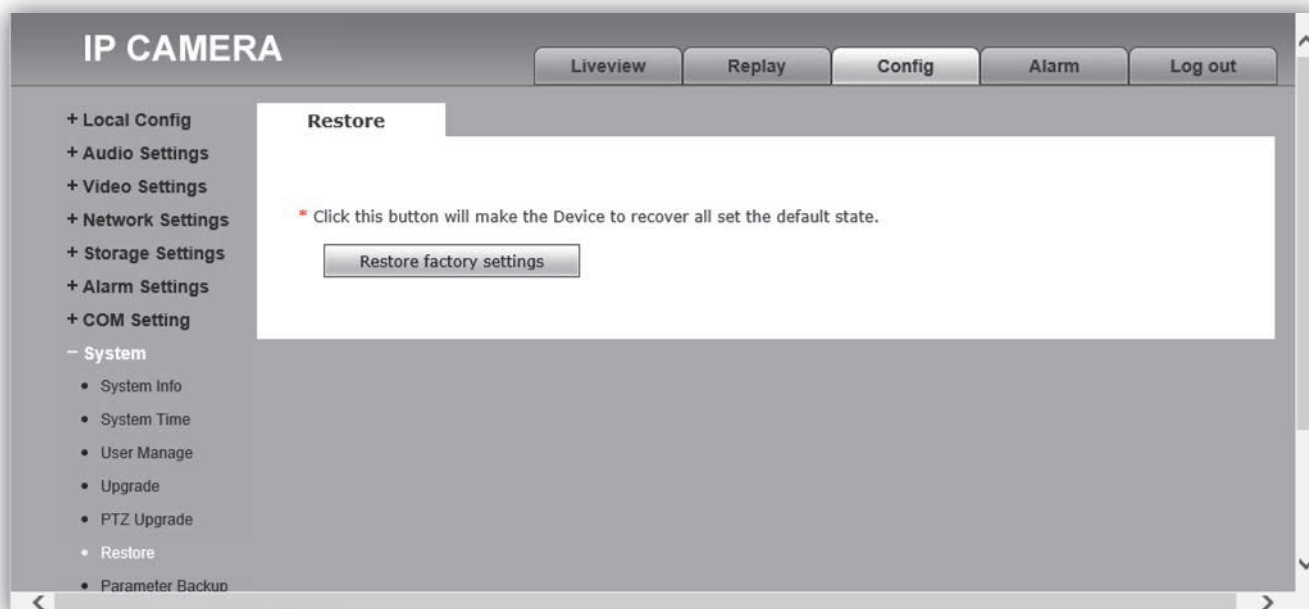 IP CAMERA
Liveview Replay Config Alarm Log out
+ Local Config
+ Audio Settings
+ Video Settings
+ Network Settings
+ Storage Settings
+ Alarm Settings
+ COM Setting
− System
• System Info
• System Time
• User Manage
• Upgrade
• PTZ Upgrade
• Restore
• Parameter Backup
Restore
* Click this button will make the Device to recover all set the default state.
Restore factory settings